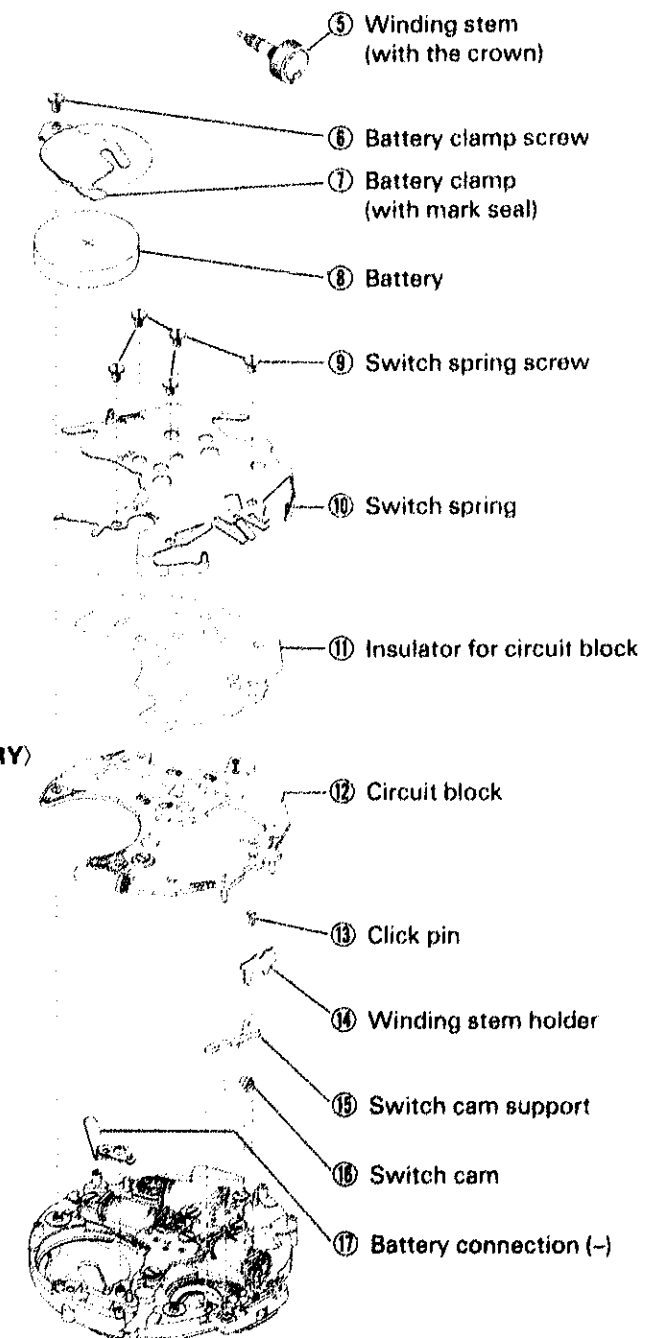 ⑤ Winding stem
(with the crown)
⑥ Battery clamp screw
⑦ Battery clamp
(with mark seal)
⑧ Battery
⑨ Switch spring screw
⑩ Switch spring
⑪ Insulator for circuit block
RY〉
⑫ Circuit block
⑬ Click pin
⑭ Winding stem holder
⑮ Switch cam support
⑯ Switch cam
⑰ Battery connection (–)